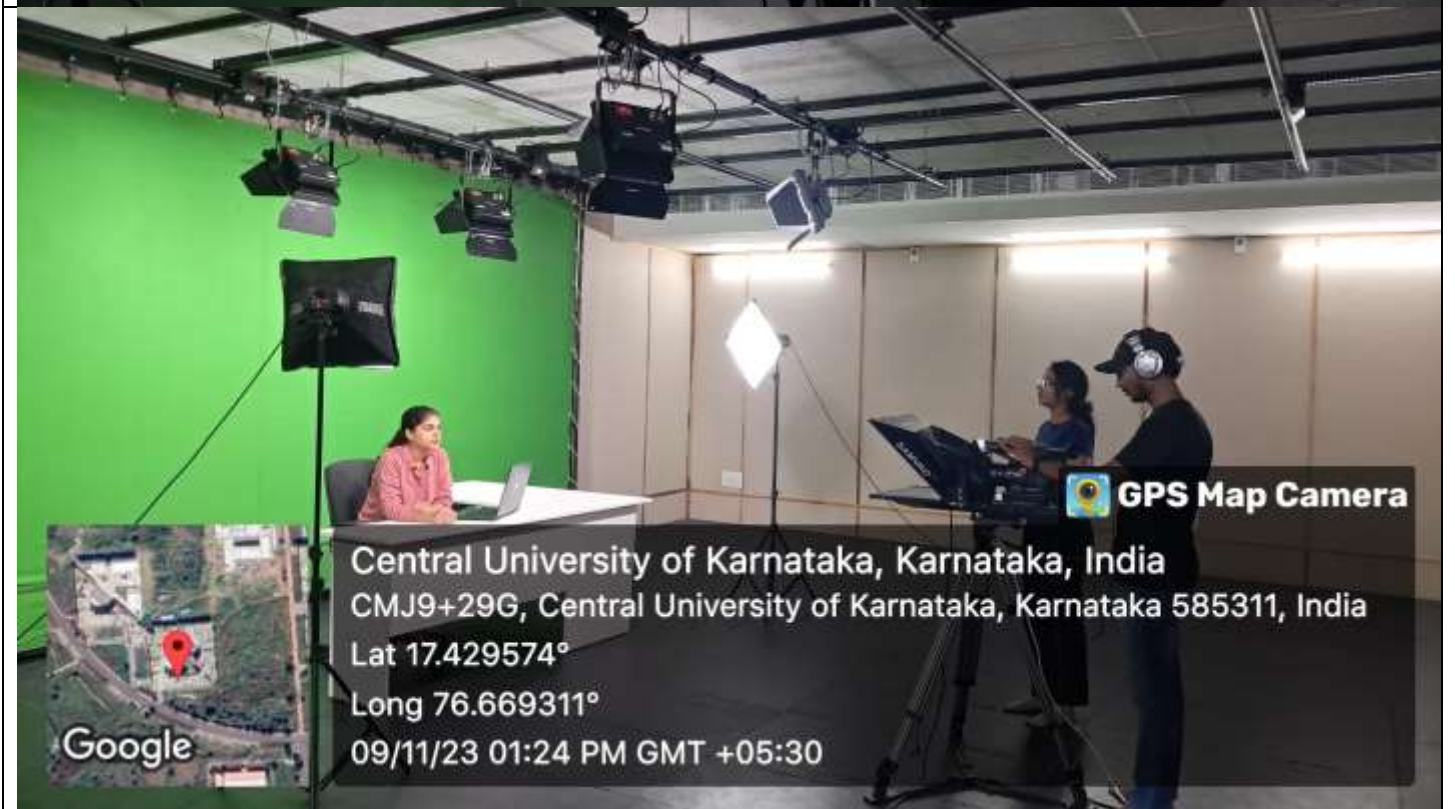 GPS Map Camera
Central University of Karnataka, Karnataka, India
CMJ9+29G, Central University of Karnataka, Karnataka 585311, India
Lat 17.429574°
Long 76.669311°
09/11/23 01:24 PM GMT +05:30
Google